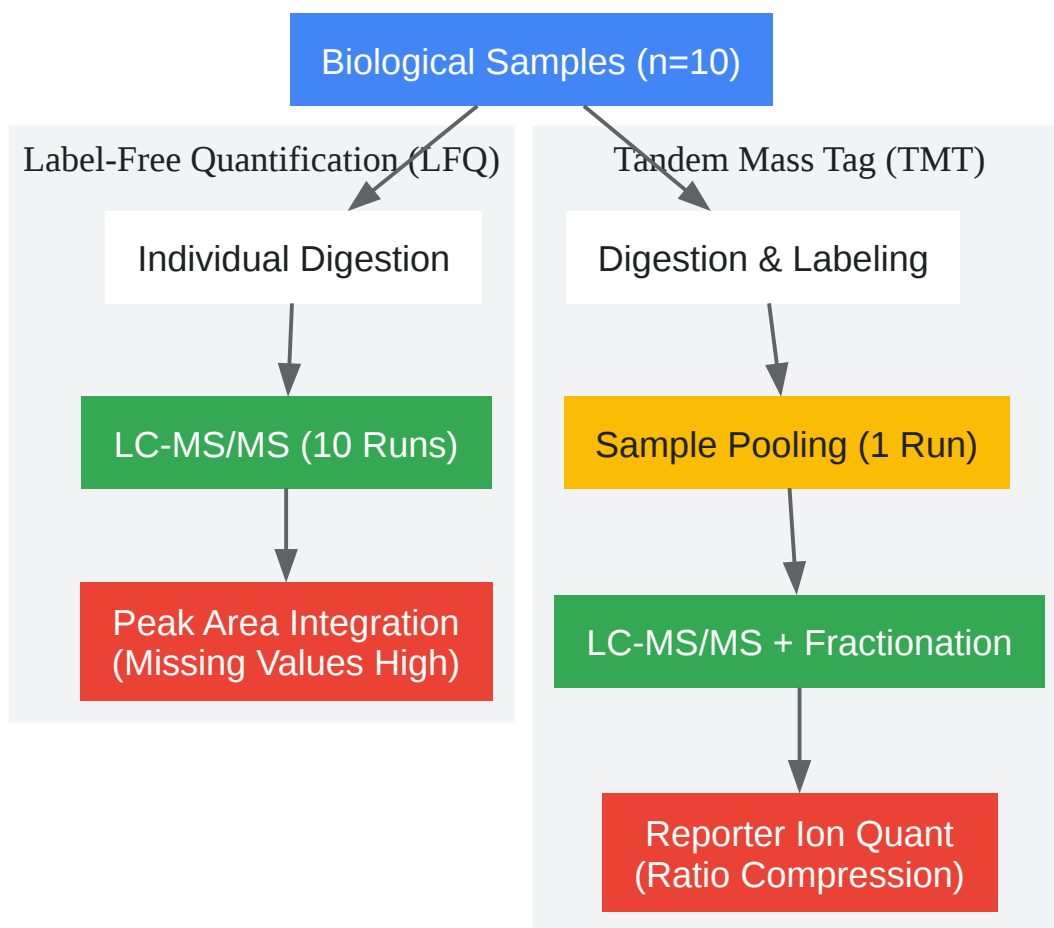 Biological Samples (n=10)
Label-Free Quantification (LFQ)
Individual Digestion
LC-MS/MS (10 Runs)
Peak Area Integration
(Missing Values High)
Tandem Mass Tag (TMT)
Digestion & Labeling
Sample Pooling (1 Run)
LC-MS/MS + Fractionation
Reporter Ion Quant
(Ratio Compression)